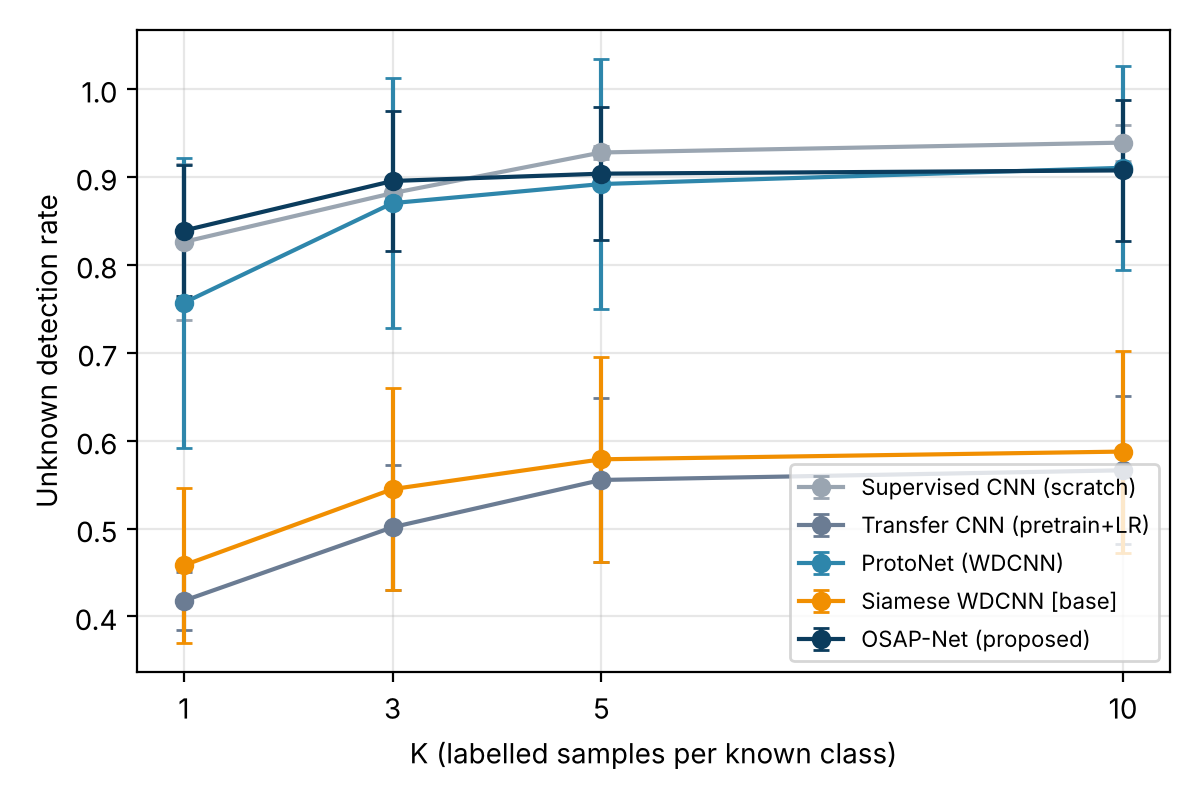 1.0
0.9
0.8
0.7
0.6
0.5
0.4
Unknown detection rate
Supervised CNN (scratch)
Transfer CNN (pretrain+LR)
ProtoNet (WDCNN)
Siamese WDCNN [base]
OSAP-Net (proposed)
1 3 5 10
K (labelled samples per known class)